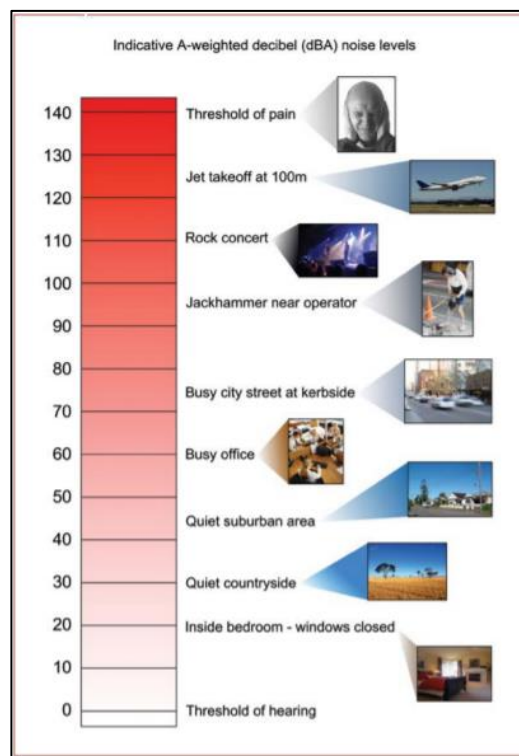 Indicative A-weighted decibel (dBA) noise levels
140 Threshold of pain
130
Jet takeoff at 100m
120
110 Rock concert
100
Jackhammer near operator
90
80
Busy city street at kerbside
70
60 Busy office
50
Quiet suburban area
40
30 Quiet countryside
20 Inside bedroom - windows closed
10
0 Threshold of hearing